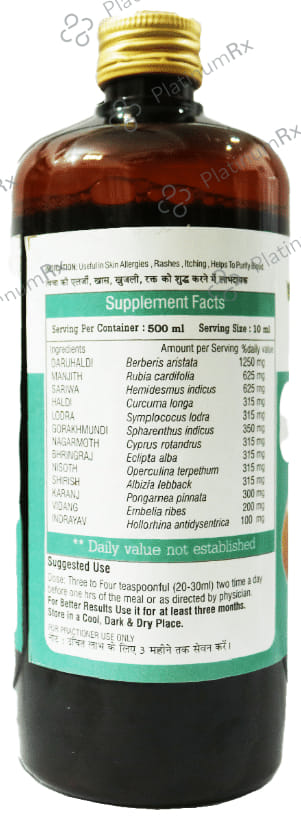 INDICATION: Useful in Skin Allergies, Rashes, Itching, Helps To Purify Blood
त्वचा की एलर्जी, खास, खुजली, रक्त को शुद्ध करने में लाभदायक
Supplement Facts
Serving Per Container : 500 ml Serving Size : 10 ml
Ingredients Amount per Serving %daily value
DARUHALDI Berberis aristata 1250 mg
MANJITH Rubia cardifolia 625 mg
SARIWA Hemidesmus indicus 625 mg
HALDI Curcuma longa 315 mg
LODRA Symplococus lodra 315 mg
GORAKHMUNDI Spharenthus indicus 350 mg
NAGARMOTH Cyprus rotandrus 315 mg
BHRINGRAJ Eclipta alba 315 mg
NISOTH Operculina terpethum 315 mg
SHIRISH Albizia lebback 315 mg
KARANJ Pongarnea pinnata 300 mg
VIDANG Embelia ribes 200 mg
INDRAYAV Hollorhina antidysentrica 100 mg
** Daily value not established
Suggested Use
Dose: Three to Four teaspoonful (20-30ml) two time a day
before one hrs of the meal or as directed by physician.
For Better Results Use it for at least three months.
Store in a Cool, Dark & Dry Place.
FOR PRACTIONER USE ONLY
नोट : उचित लाभ के लिए 3 महीने तक सेवन करें।
PlatinumRx